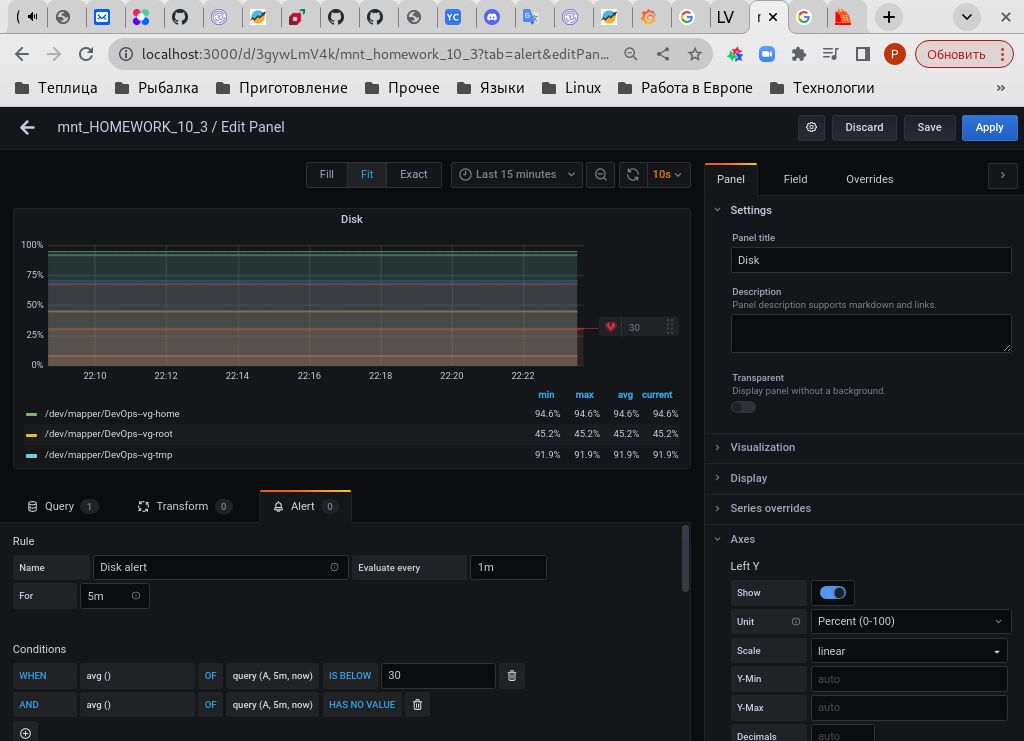 YC
LV
localhost:3000/d/3gywLmV4k/mnt_homework_10_3?tab=alert&editPan...
P
Обновить
Теплица
Рыбалка
Приготовление
Прочее
Языки
Linux
Работа в Европе
Технологии
»
mnt_HOMEWORK_10_3 / Edit Panel
Discard
Save
Apply
Fill
Fit
Exact
Last 15 minutes
10s
Panel
Field
Overrides
Disk
100%
75%
50%
25%
0%
30
22:10
22:12
22:14
22:16
22:18
22:20
22:22
min max avg current
/dev/mapper/DevOps--vg-home 94.6% 94.6% 94.6% 94.6%
/dev/mapper/DevOps--vg-root 45.2% 45.2% 45.2% 45.2%
/dev/mapper/DevOps--vg-tmp 91.9% 91.9% 91.9% 91.9%
Query 1
Transform 0
Alert 0
Rule
Name Disk alert Evaluate every 1m
For 5m
Conditions
WHEN avg () OF query (A, 5m, now) IS BELOW 30
AND avg () OF query (A, 5m, now) HAS NO VALUE
Settings
Panel title
Disk
Description
Panel description supports markdown and links.
Transparent
Display panel without a background.
Visualization
Display
Series overrides
Axes
Left Y
Show
Unit Percent (0-100)
Scale linear
Y-Min auto
Y-Max auto
Decimals auto